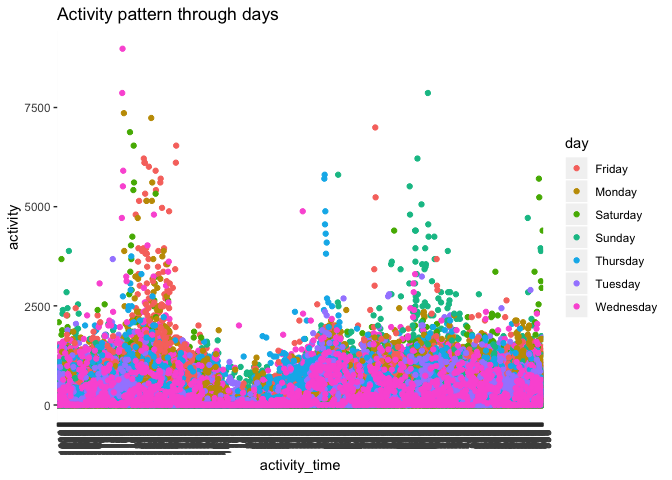 Activity pattern through days
activity
7500
5000
2500
0
activity_time
day
Friday
Monday
Saturday
Sunday
Thursday
Tuesday
Wednesday